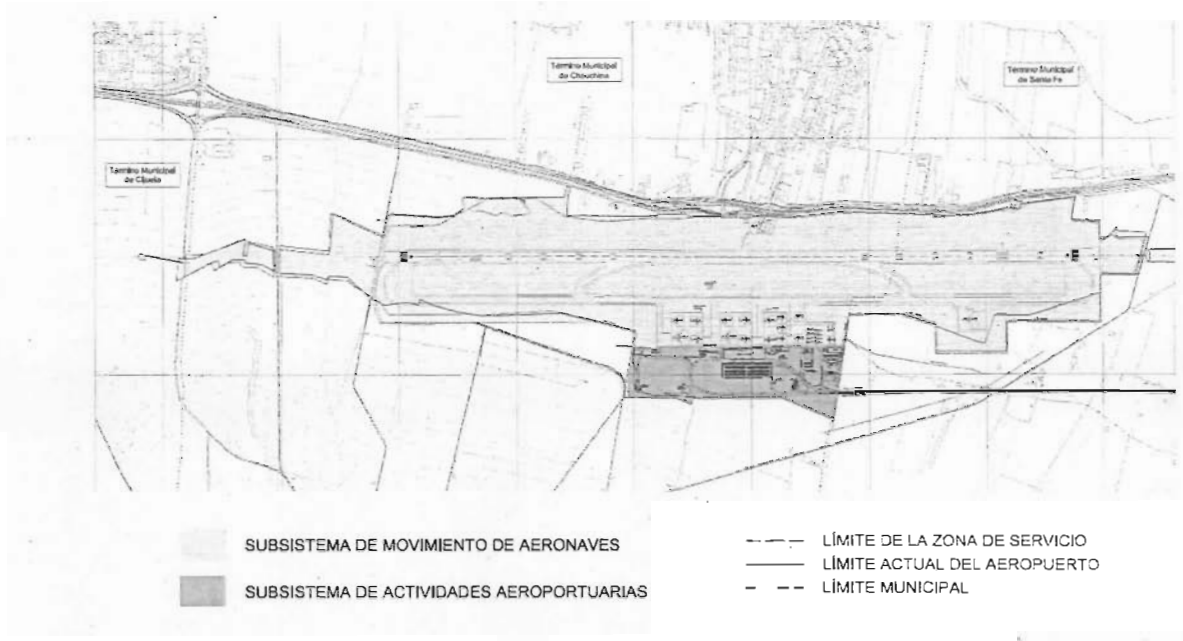 Término Municipal
de Chauchina
Término Municipal
de Santa Fe
Término Municipal
de Cijuela
SUBSISTEMA DE MOVIMIENTO DE AERONAVES
SUBSISTEMA DE ACTIVIDADES AEROPORTUARIAS
LÍMITE DE LA ZONA DE SERVICIO
LÍMITE ACTUAL DEL AEROPUERTO
LÍMITE MUNICIPAL